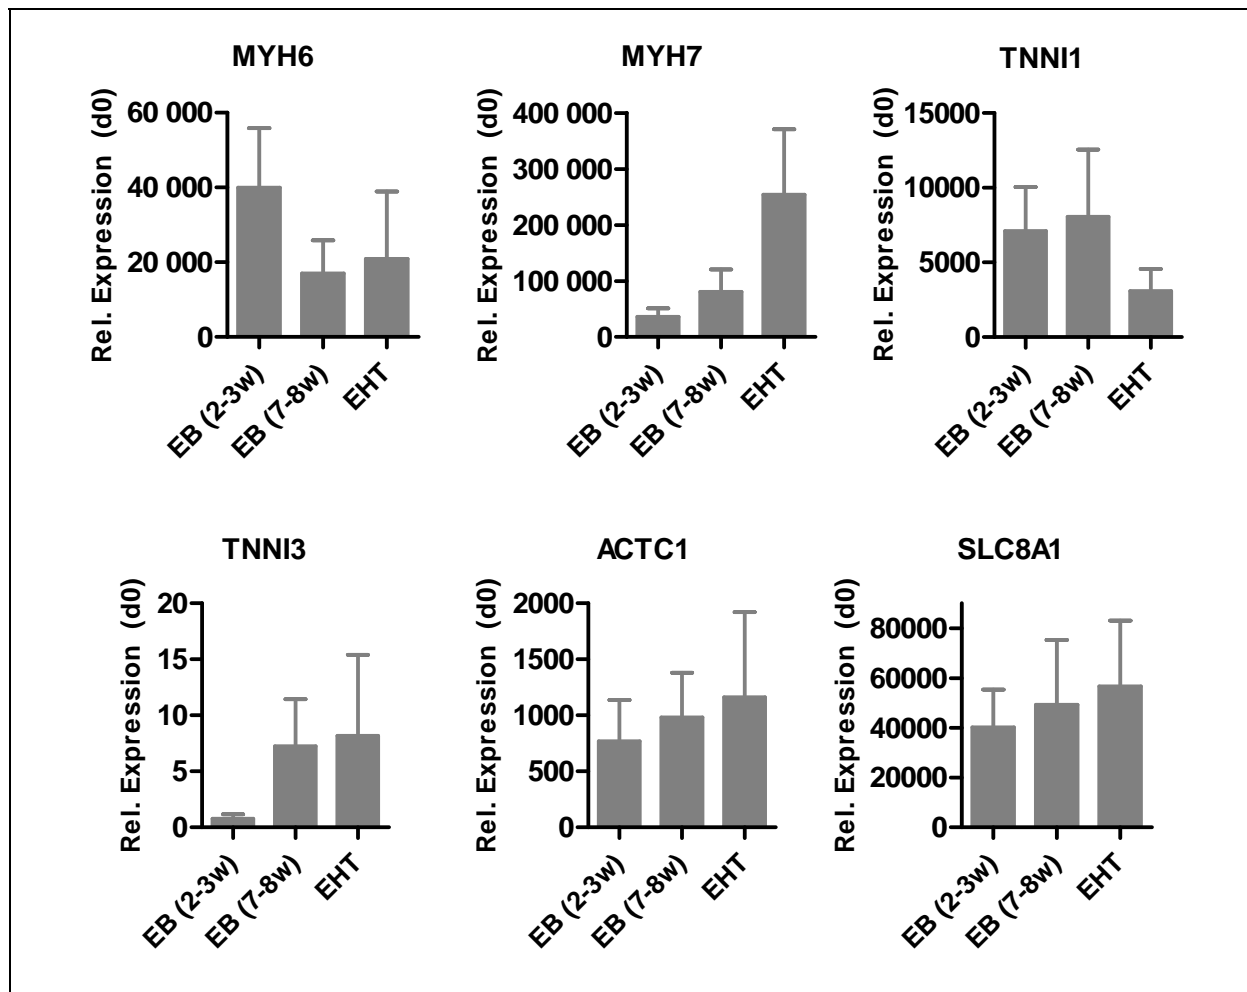 MYH6
Rel. Expression (d0)
60 000
40 000
20 000
0
EB (2-3w)
EB (7-8w)
EHT
MYH7
Rel. Expression (d0)
400 000
300 000
200 000
100 000
0
EB (2-3w)
EB (7-8w)
EHT
TNNI1
Rel. Expression (d0)
15000
10000
5000
0
EB (2-3w)
EB (7-8w)
EHT
TNNI3
Rel. Expression (d0)
20
15
10
5
0
EB (2-3w)
EB (7-8w)
EHT
ACTC1
Rel. Expression (d0)
2000
1500
1000
500
0
EB (2-3w)
EB (7-8w)
EHT
SLC8A1
Rel. Expression (d0)
80000
60000
40000
20000
0
EB (2-3w)
EB (7-8w)
EHT